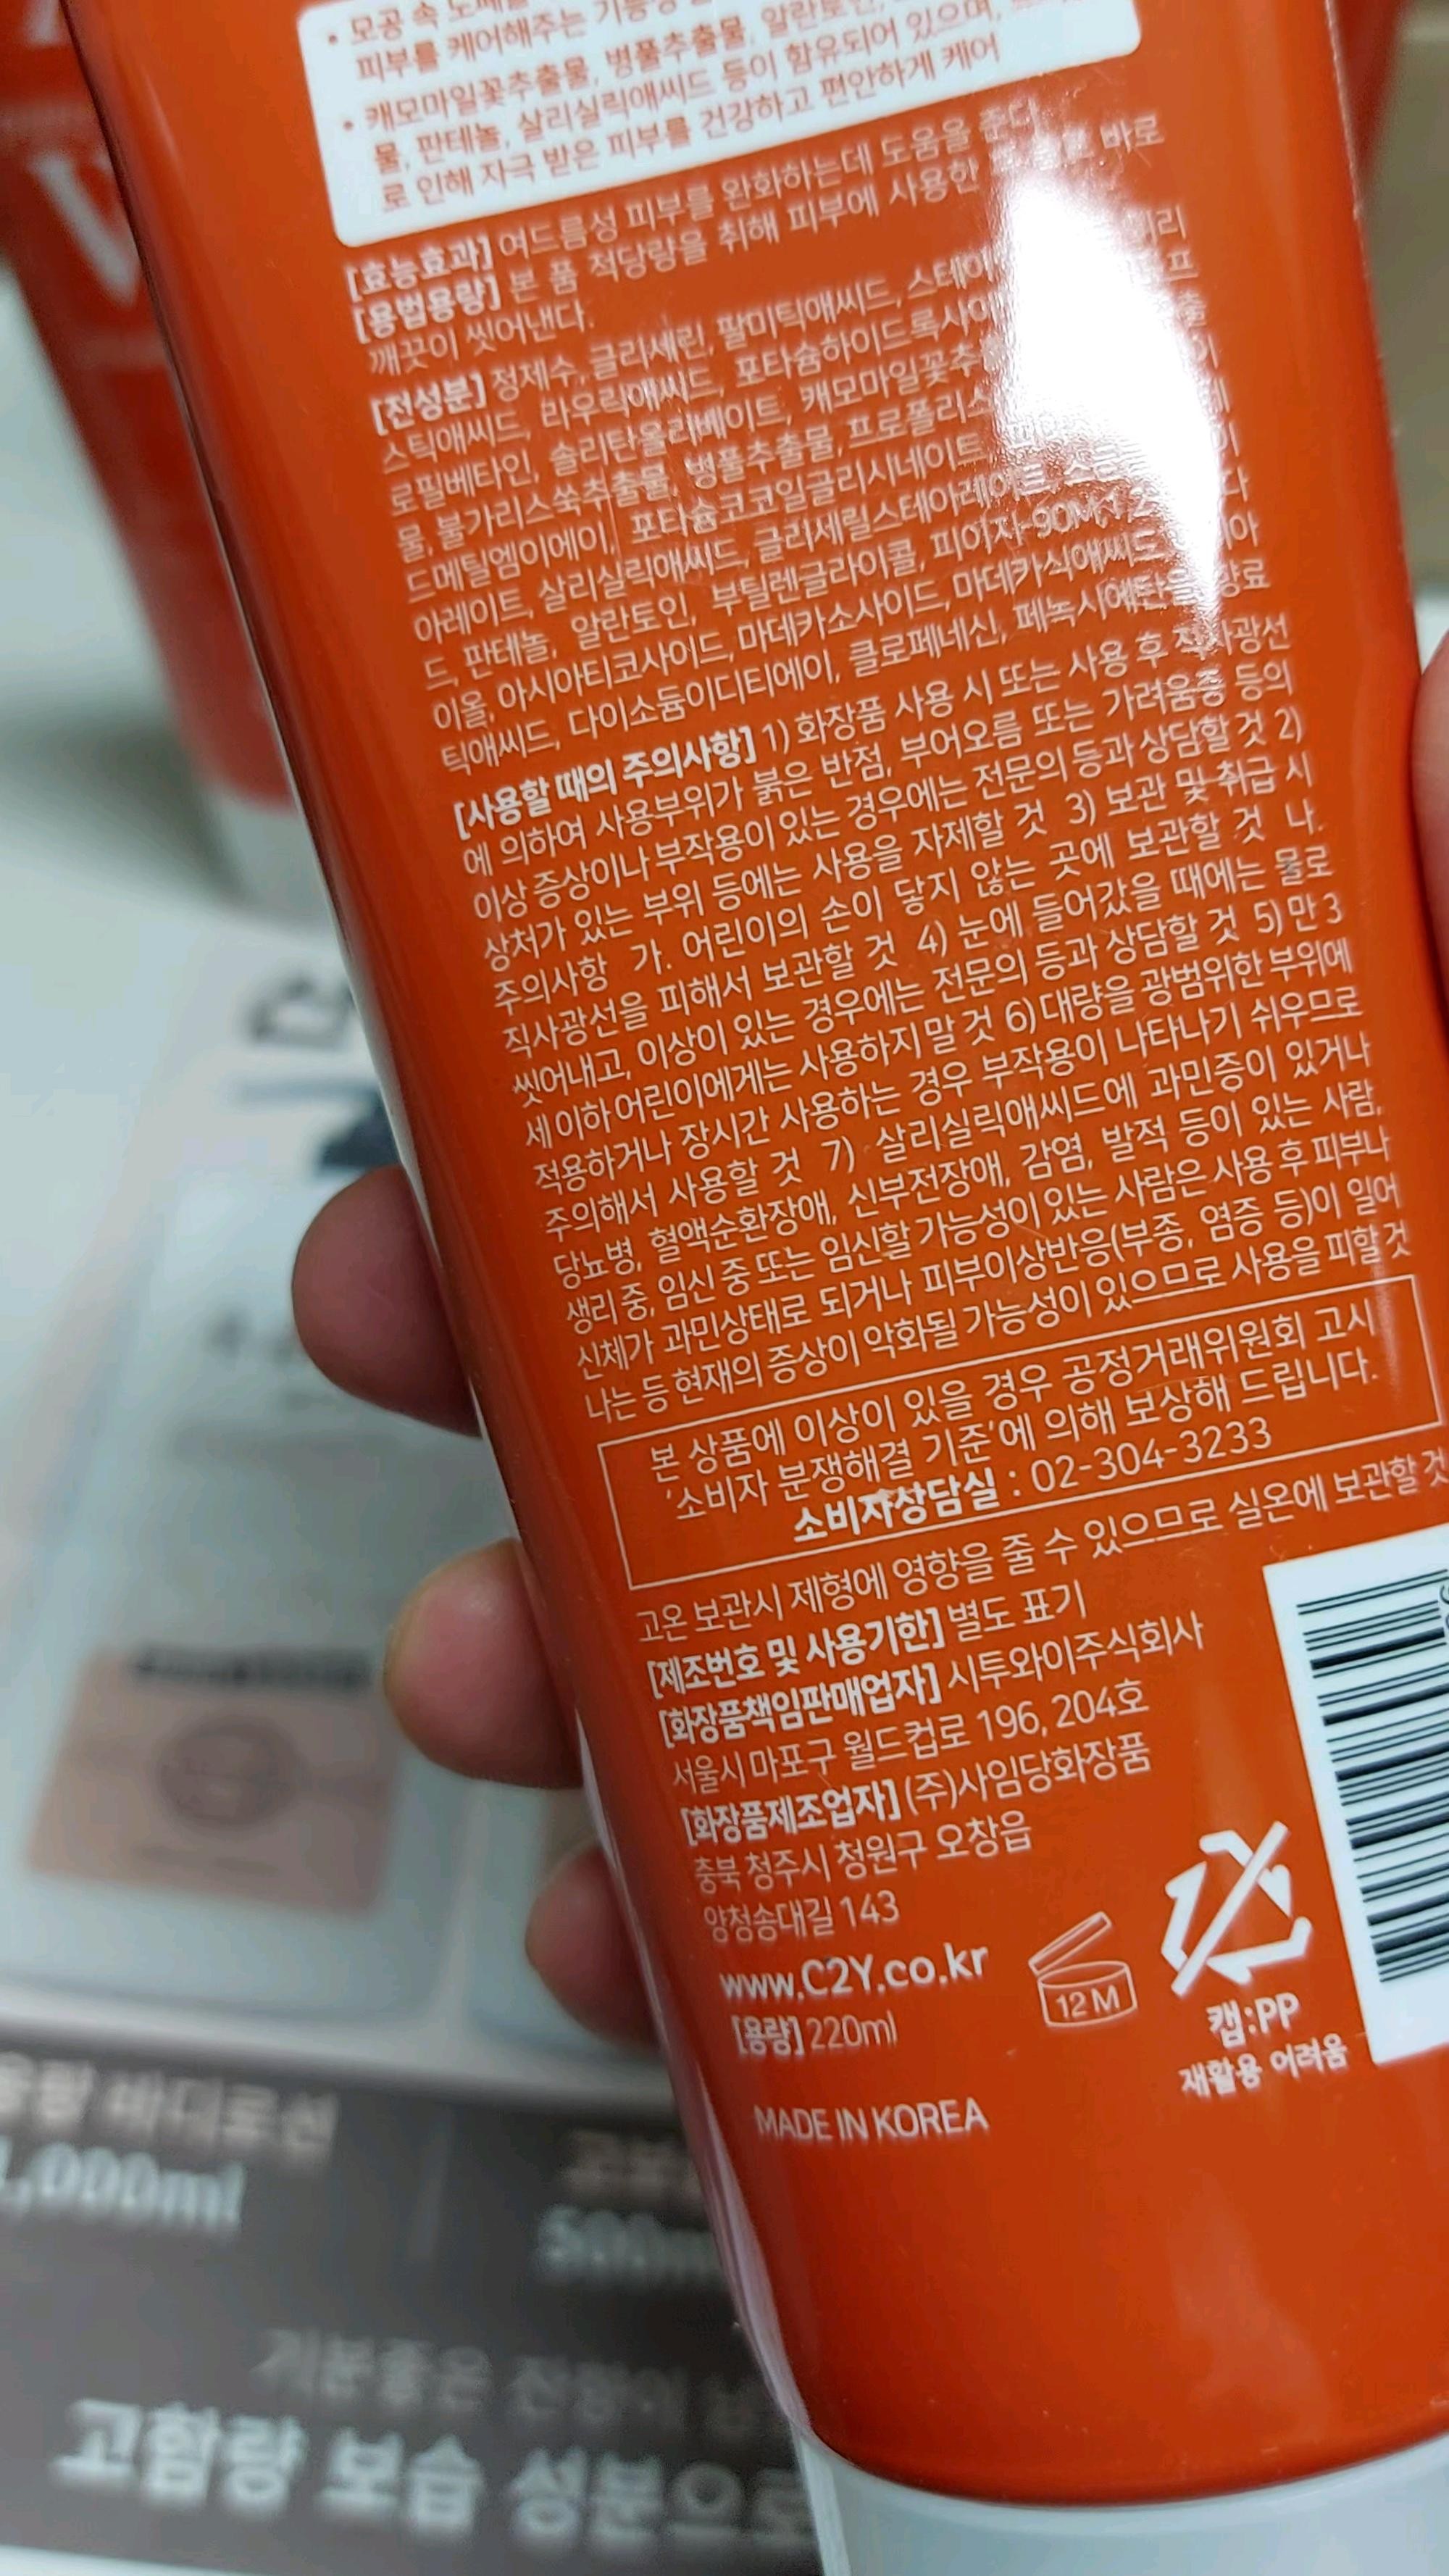 • 모공 속 노폐물
피부를 케어해주는 기능성
• 캐모마일꽃추출물, 병풀추출물, 알란토인,
물, 판테놀, 살리실릭애씨드 등이 함유되어 있으며,
로 인해 자극 받은 피부를 건강하고 편안하게 케어
[효능효과] 여드름성 피부를 완화하는데 도움을 준다.
[용법용량] 본 품 적당량을 취해 피부에 사용한 바로
깨끗이 씻어낸다.
[전성분] 정제수, 글리세린, 팔미틱애씨드, 스테아
스틱애씨드, 라우릭애씨드, 포타슘하이드록사이
로필베타인, 솔리탄올리베이트, 캐모마일꽃추출
물, 불가리스쑥추출물, 병풀추출물, 프로폴리스
드메틸엠이에이, 포타슘코코일글리시네이트,
아레이트, 살리실릭애씨드, 글리세릴스테아레이트,
드, 판테놀, 알란토인, 부틸렌글라이콜, 피이지-90M,
이올, 아시아티코사이드, 마데카소사이드, 마데카식애씨드, 아
틱애씨드, 다이소듐이디티에이, 클로페네신, 페녹시에탄올, 향료
[사용할 때의 주의사항] 1) 화장품 사용 시 또는 사용 후 직사광선
에 의하여 사용부위가 붉은 반점, 부어오름 또는 가려움증 등의
이상 증상이나 부작용이 있는 경우에는 전문의 등과 상담할 것 2)
상처가 있는 부위 등에는 사용을 자제할 것 3) 보관 및 취급 시
주의사항 가. 어린이의 손이 닿지 않는 곳에 보관할 것 나.
직사광선을 피해서 보관할 것 4) 눈에 들어갔을 때에는 물로
씻어내고, 이상이 있는 경우에는 전문의 등과 상담할 것 5) 만 3
세 이하 어린이에게는 사용하지 말 것 6) 대량을 광범위한 부위에
적용하거나 장시간 사용하는 경우 부작용이 나타나기 쉬우므로
주의해서 사용할 것 7) 살리실릭애씨드에 과민증이 있거나
당뇨병, 혈액순환장애, 신부전장애, 감염, 발적 등이 있는 사람,
생리 중, 임신 중 또는 임신할 가능성이 있는 사람은 사용 후 피부나
신체가 과민상태로 되거나 피부이상반응(부종, 염증 등)이 일어
나는 등 현재의 증상이 악화될 가능성이 있으므로 사용을 피할 것
본 상품에 이상이 있을 경우 공정거래위원회 고시
'소비자 분쟁해결 기준'에 의해 보상해 드립니다.
소비자상담실 : 02-304-3233
고온 보관시 제형에 영향을 줄 수 있으므로 실온에 보관할 것
[제조번호 및 사용기한] 별도 표기
[화장품책임판매업자] 시투와이주식회사
서울시 마포구 월드컵로 196, 204호
[화장품제조업자] (주)사임당화장품
충북 청주시 청원구 오창읍
양청송대길 143
www.C2Y.co.kr
[용량] 220ml
12 M
캡:PP
재활용 어려움
MADE IN KOREA
바디로션
1,000ml
기분좋은 잔향이
고함량 보습 성분으로